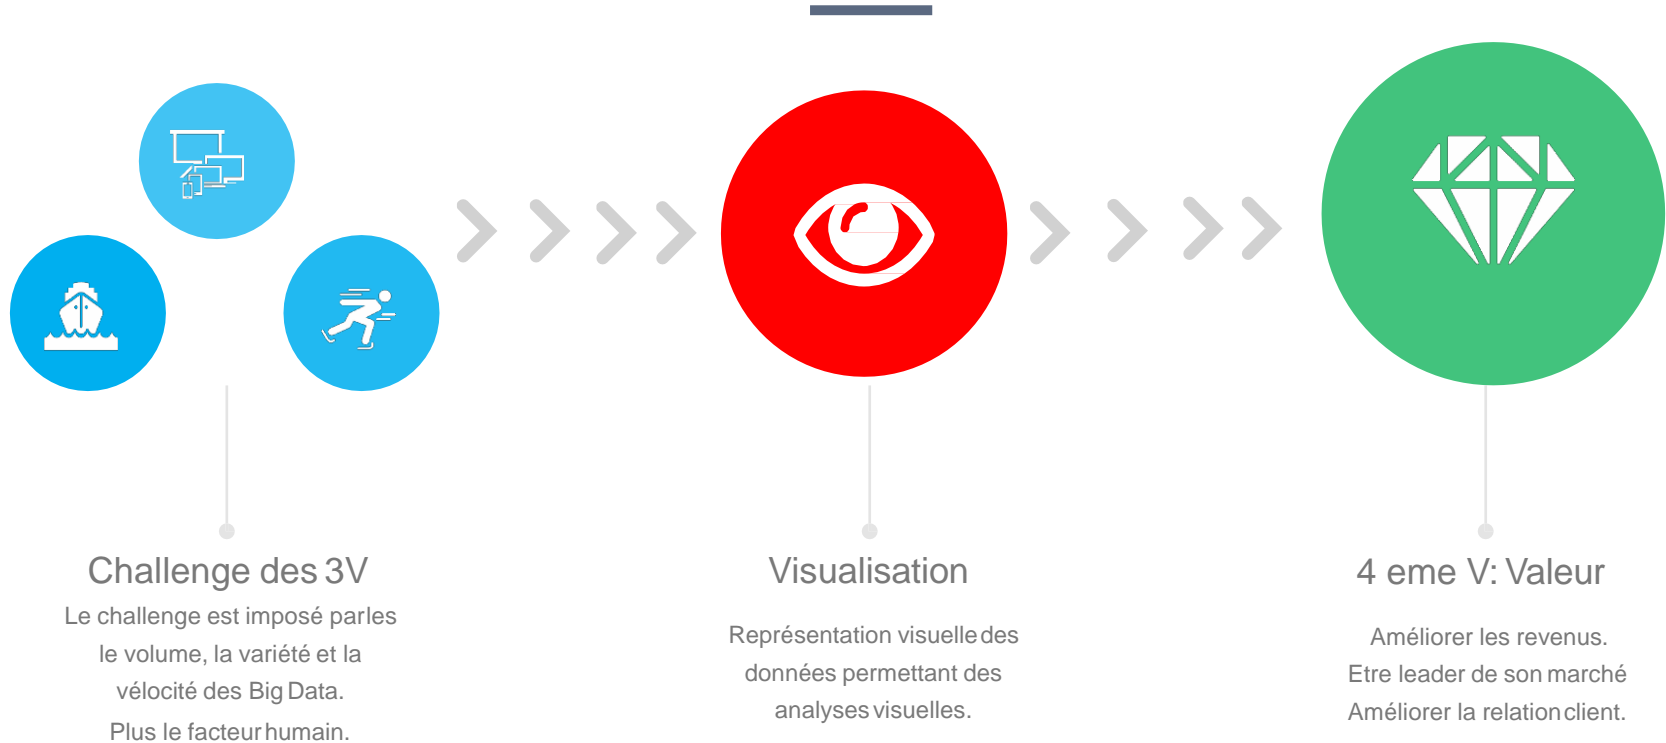 Challenge des 3V
Le challenge est imposé parles
le volume, la variété et la
vélocité des Big Data.
Plus le facteur humain.
Visualisation
Représentation visuelle des
données permettant des
analyses visuelles.
4 eme V: Valeur
Améliorer les revenus.
Etre leader de son marché
Améliorer la relation client.